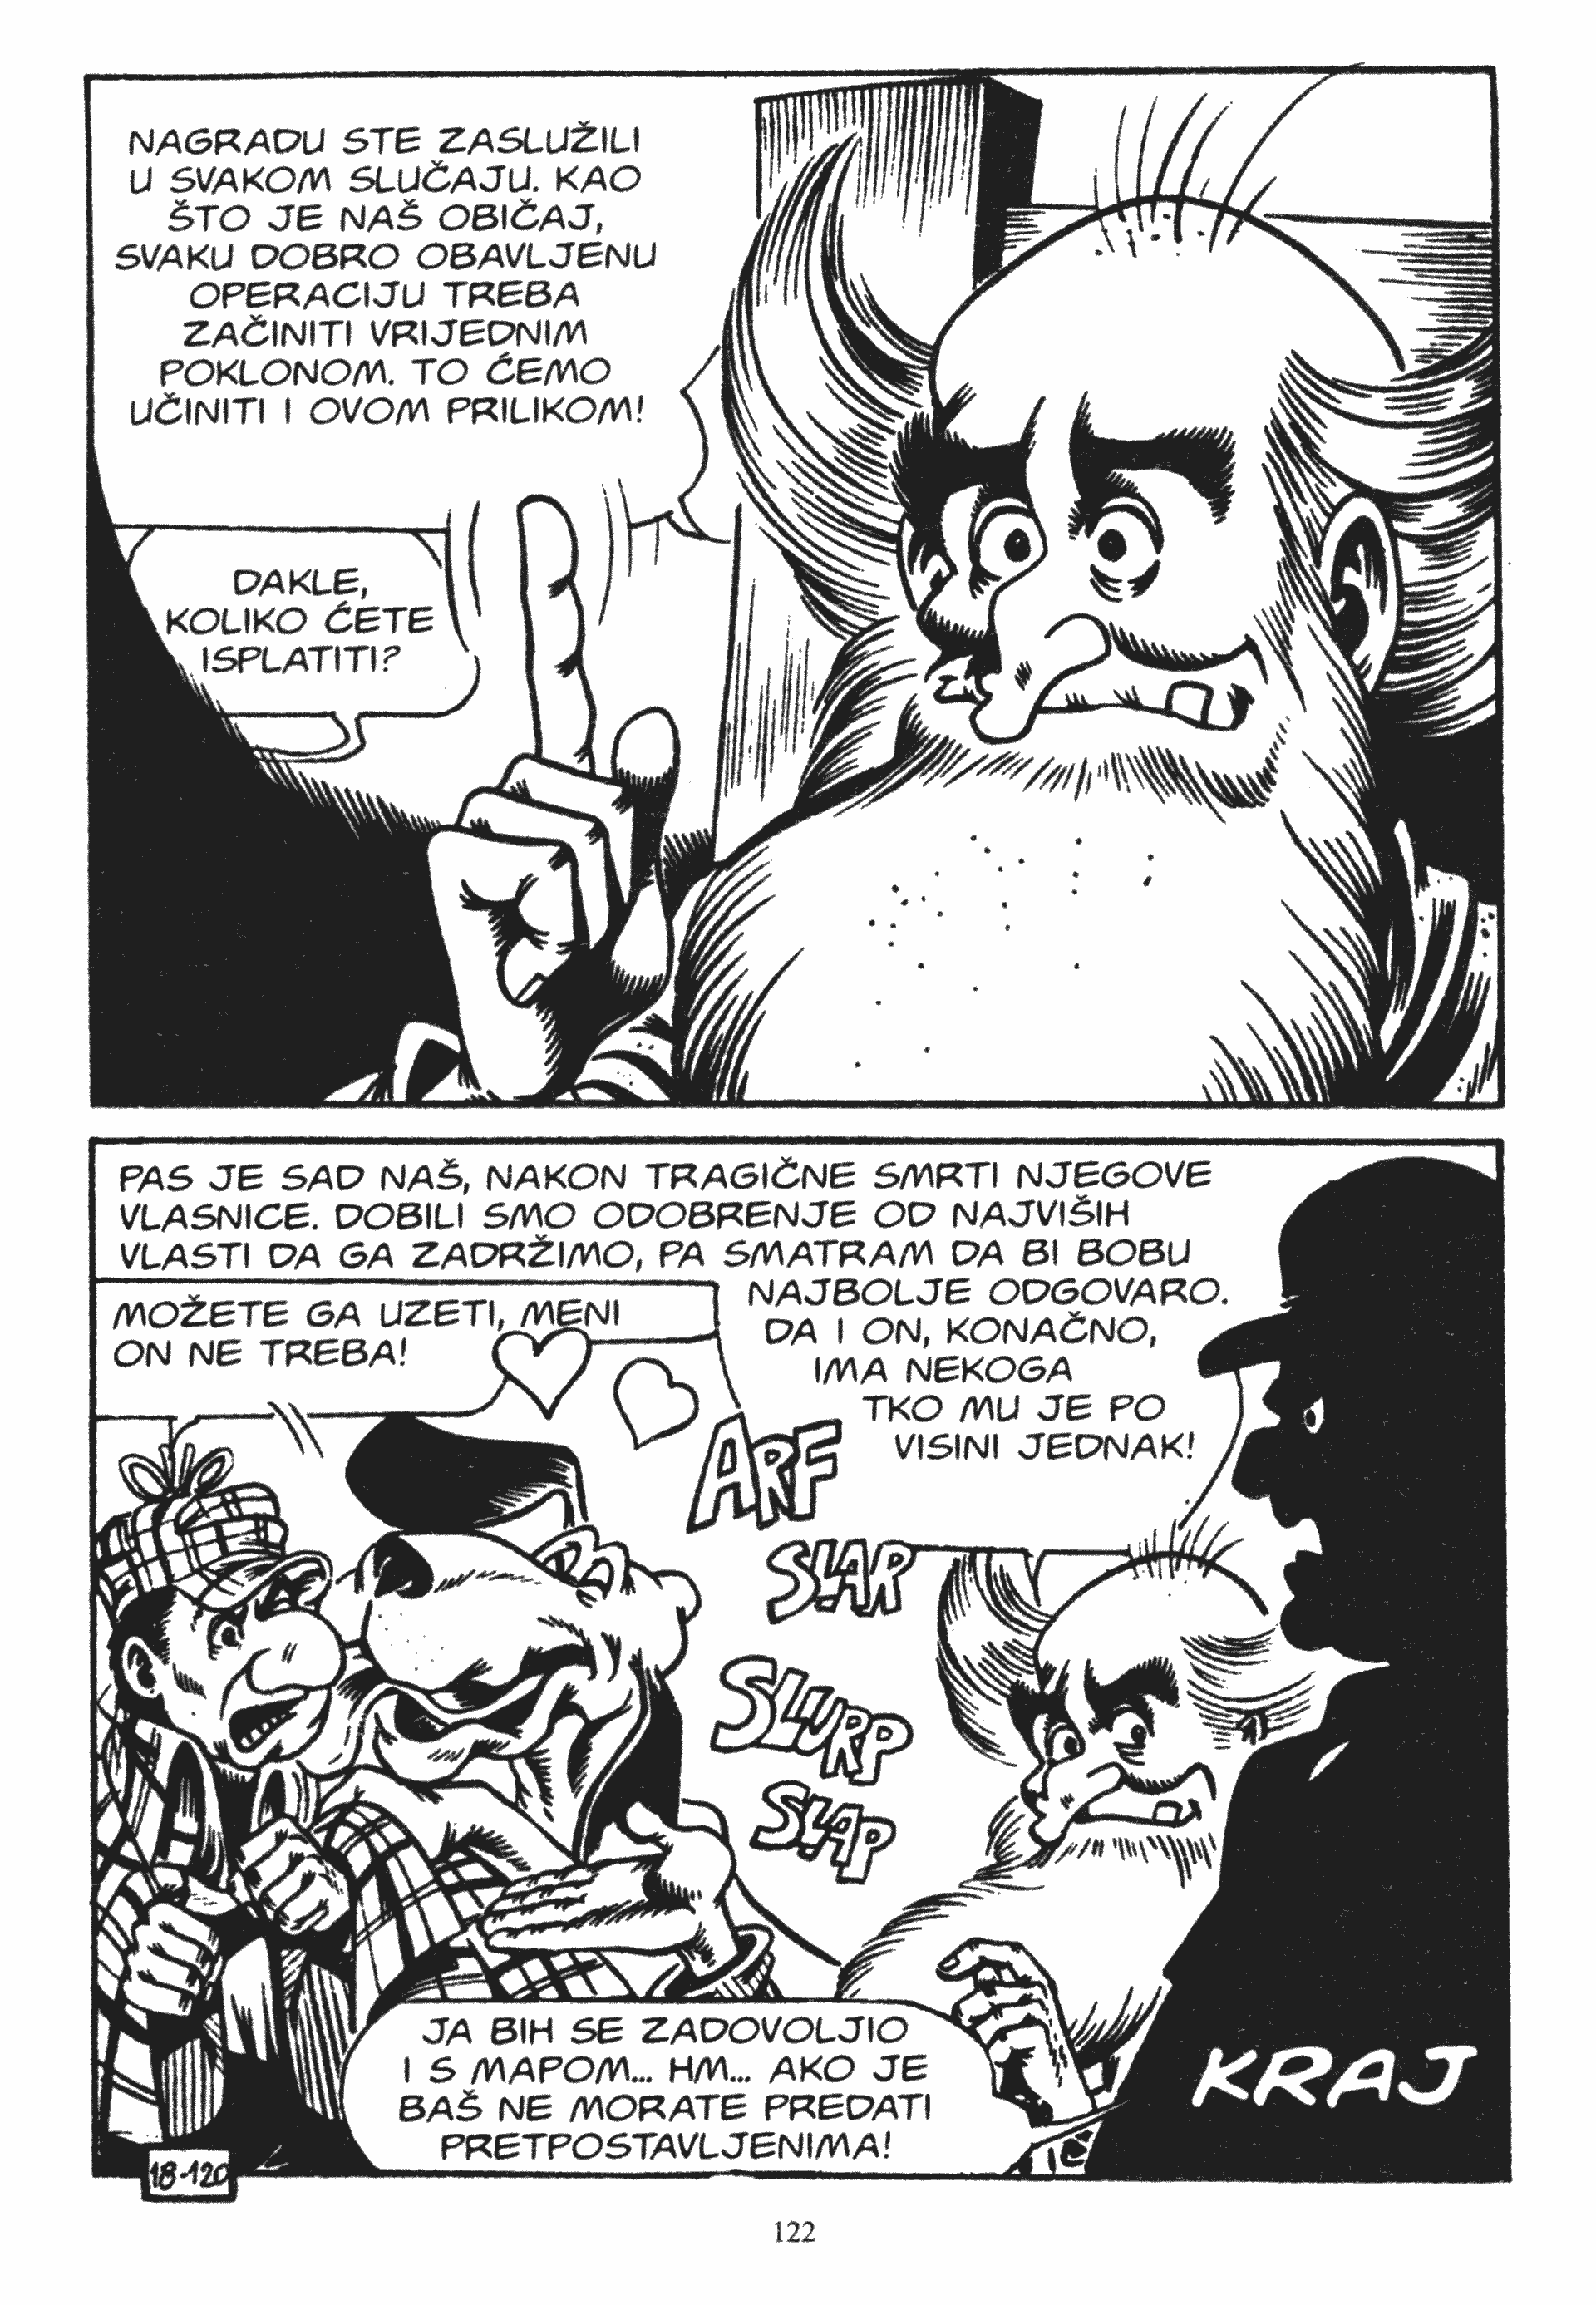 NAGRADU STE ZASLUŽILI
U SVAKOM SLUČAJU. KAO
ŠTO JE NAŠ OBIČAJ,
SVAKU DOBRO OBAVLJENU
OPERACIJU TREBA
ZAČINITI VRIJEDNIM
POKLONOM. TO ĆEMO
UČINITI I OVOM PRILIKOM!
DAKLE,
KOLIKO ĆETE
ISPLATITI?
PAS JE SAD NAŠ, NAKON TRAGIČNE SMRTI NJEGOVE
VLASNICE. DOBILI SMO ODOBRENJE OD NAJVIŠIH
VLASTI DA GA ZADRŽIMO, PA SMATRAM DA BI BOBU
NAJBOLJE ODGOVARO.
DA I ON, KONAČNO,
IMA NEKOGA
TKO MU JE PO
VISINI JEDNAK!
MOŽETE GA UZETI, MENI
ON NE TREBA!
ARF
SLAR
SLURP
SLAP
JA BIH SE ZADOVOLJIO
I S MAPOM... HM... AKO JE
BAŠ NE MORATE PREDATI
PRETPOSTAVLJENIMA!
KRAJ
18-120
122